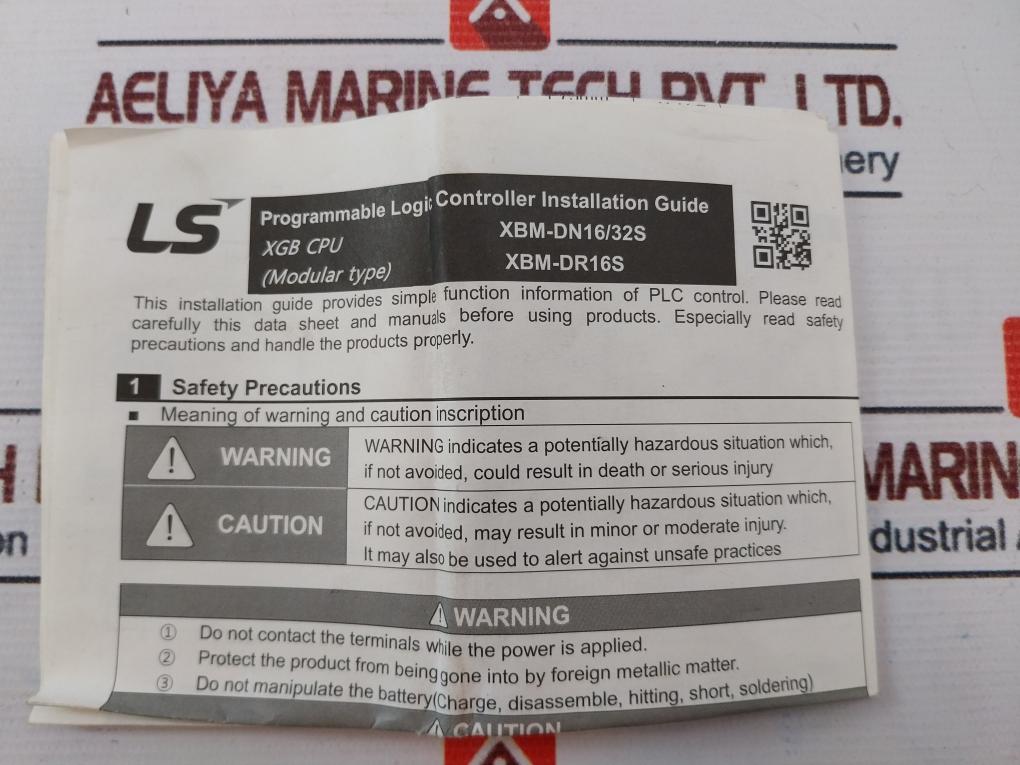 AELIYA MARINE TECH PVT. LTD.
ery
LS
Programmable Logic Controller Installation Guide
XGB CPU
(Modular type)
XBM-DN16/32S
XBM-DR16S
This installation guide provides simple function information of PLC control. Please read
carefully this data sheet and manuals before using products. Especially read safety
precautions and handle the products properly.
1 Safety Precautions
■ Meaning of warning and caution inscription
WARNING
WARNING indicates a potentially hazardous situation which,
if not avoided, could result in death or serious injury
CAUTION
CAUTION indicates a potentially hazardous situation which,
if not avoided, may result in minor or moderate injury.
It may also be used to alert against unsafe practices
WARNING
① Do not contact the terminals while the power is applied.
② Protect the product from being gone into by foreign metallic matter.
③ Do not manipulate the battery(Charge, disassemble, hitting, short, soldering)
CAUTION
H
MARIN
on
dustrial A